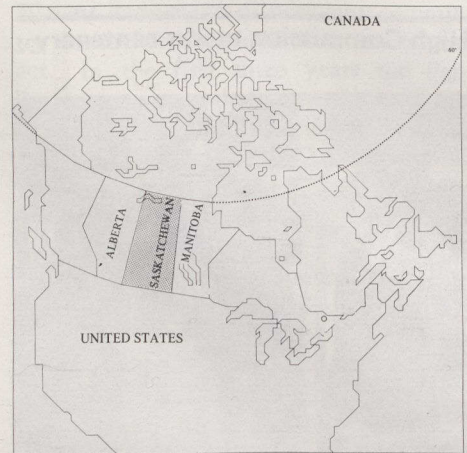 CANADA
60°
ALBERTA
SASKATCHEWAN
MANITOBA
UNITED STATES